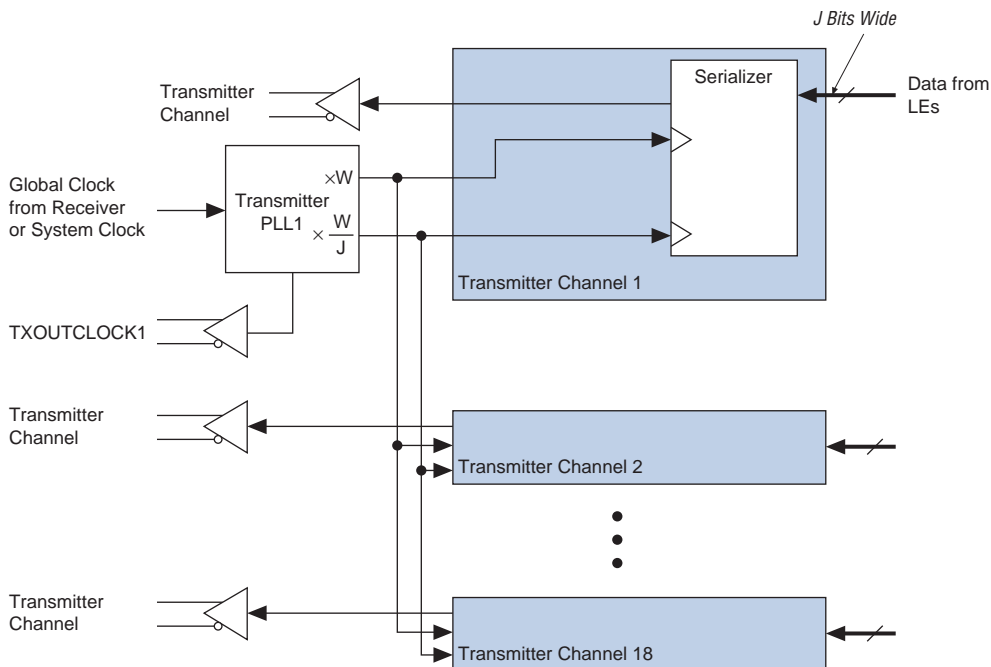 J Bits Wide
Serializer
Transmitter
Channel
Data from
LEs
Global Clock
from Receiver
or System Clock
×W
Transmitter
PLL1
× W
J
Transmitter Channel 1
TXOUTCLOCK1
Transmitter
Channel
Transmitter Channel 2
Transmitter
Channel
Transmitter Channel 18